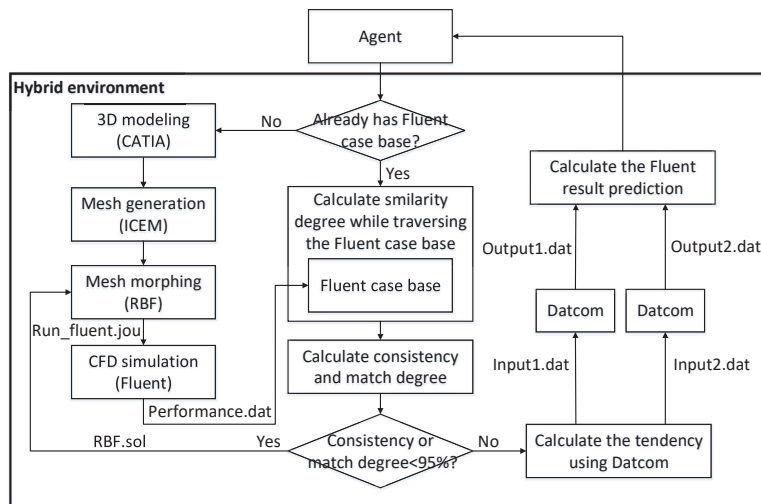 Agent
Hybrid environment
3D modeling
(CATIA)
No
Already has Fluent
case base?
Yes
Mesh generation
(ICEM)
Mesh morphing
(RBF)
Run_fluent.jou
CFD simulation
(Fluent)
Performance.dat
RBF.sol
Calculate smilarity
degree while traversing
the Fluent case base
Fluent case base
Calculate consistency
and match degree
Yes
Consistency or
match degree<95%?
No
Calculate the tendency
using Datcom
Input1.dat
Input2.dat
Datcom
Datcom
Output1.dat
Output2.dat
Calculate the Fluent
result prediction